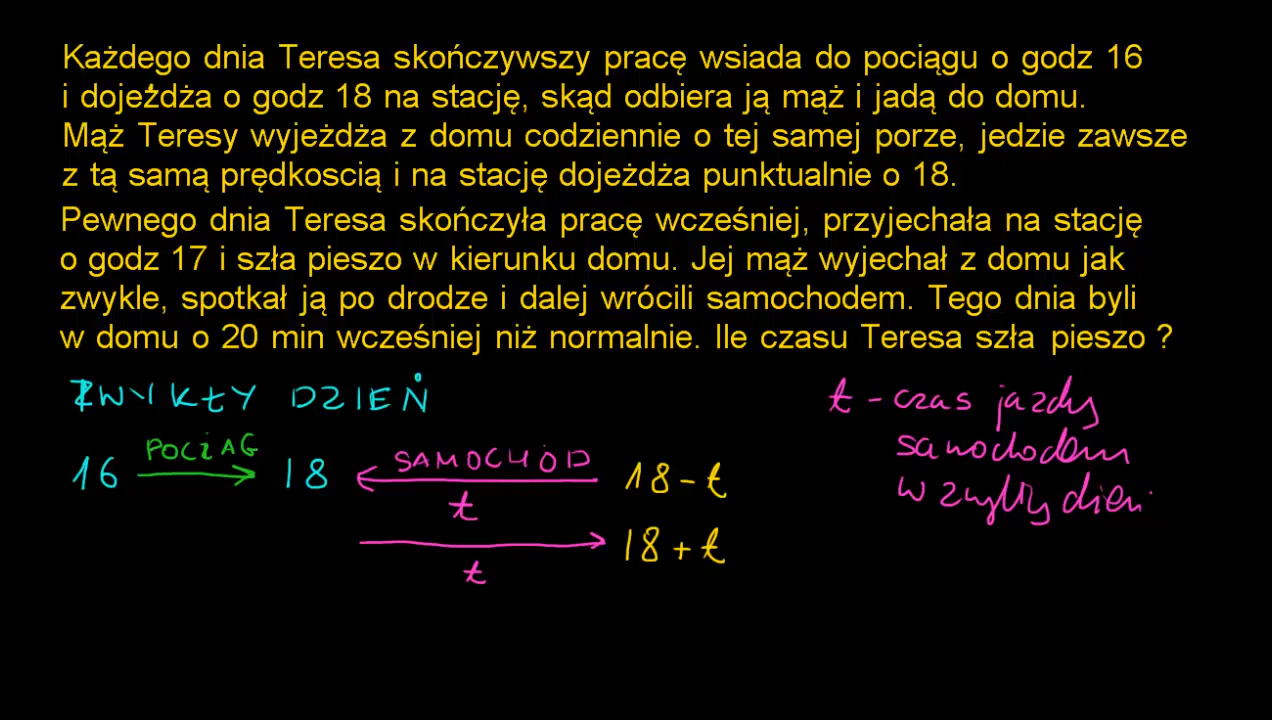 Każdego dnia Teresa skończywszy pracę wsiada do pociągu o godz 16
i dojeżdża o godz 18 na stację, skąd odbiera ją mąż i jadą do domu.
Mąż Teresy wyjeżdża z domu codziennie o tej samej porze, jedzie zawsze
z tą samą prędkoscią i na stację dojeżdża punktualnie o 18.
Pewnego dnia Teresa skończyła pracę wcześniej, przyjechała na stację
o godz 17 i szła pieszo w kierunku domu. Jej mąż wyjechał z domu jak
zwykle, spotkał ją po drodze i dalej wrócili samochodem. Tego dnia byli
w domu o 20 min wcześniej niż normalnie. Ile czasu Teresa szła pieszo ?
ZWYKŁY DZIEŃ
t - czas jazdy
samochodem
w zwykły dzień
16 POCIĄG 18 SAMOCHÓD 18 - t
t
18 + t
t